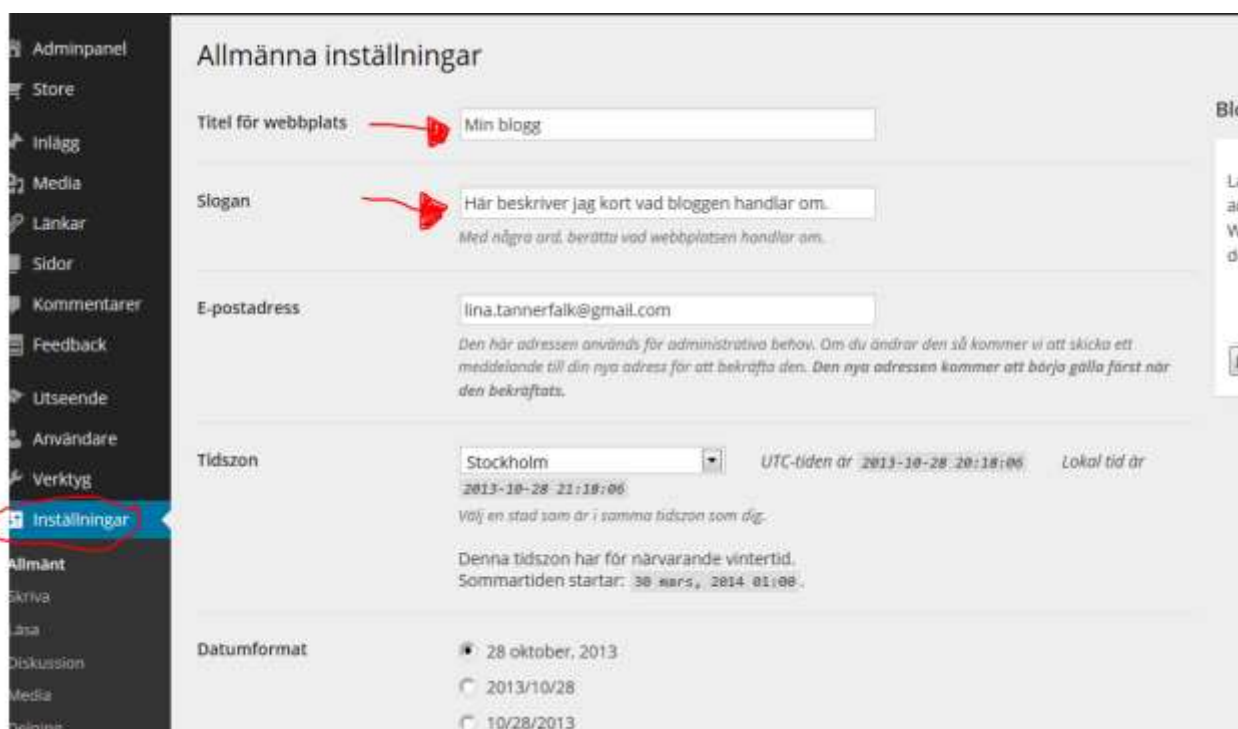 Adminpanel
Store
Inlägg
Media
Länkar
Sidor
Kommentarer
Feedback
Utseende
Användare
Verktyg
Inställningar
Allmänt
Skriva
Läsa
Diskussion
Media
Delning
Allmänna inställningar
Titel för webbplats
Min blogg
Slogan
Här beskriver jag kort vad bloggen handlar om.
Med några ord, berätta vad webbplatsen handlar om.
E-postadress
lina.tannerfalk@gmail.com
Den här adressen används för administrativa behov. Om du ändrar den så kommer vi att skicka ett
meddelande till din nya adress för att bekräfta den. Den nya adressen kommer att börja gälla först när
den bekräftats.
Tidszon
Stockholm UTC-tiden är 2013-10-28 20:18:06 Lokal tid är
2013-10-28 21:18:06
Välj en stad som är i samma tidszon som dig.
Denna tidszon har för närvarande vintertid.
Sommartiden startar: 30 mars, 2014 01:00.
Datumformat
28 oktober, 2013
2013/10/28
10/28/2013